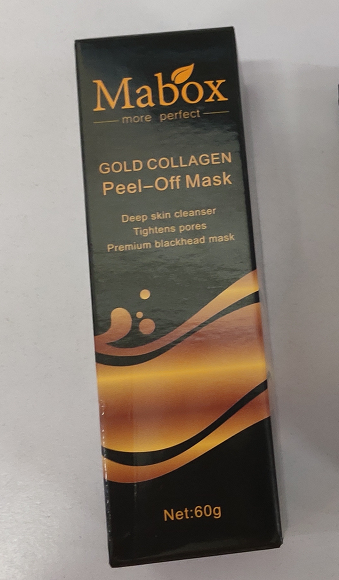 Mabox
more perfect
GOLD COLLAGEN
Peel-Off Mask
Deep skin cleanser
Tightens pores
Premium blackhead mask
Net:60g